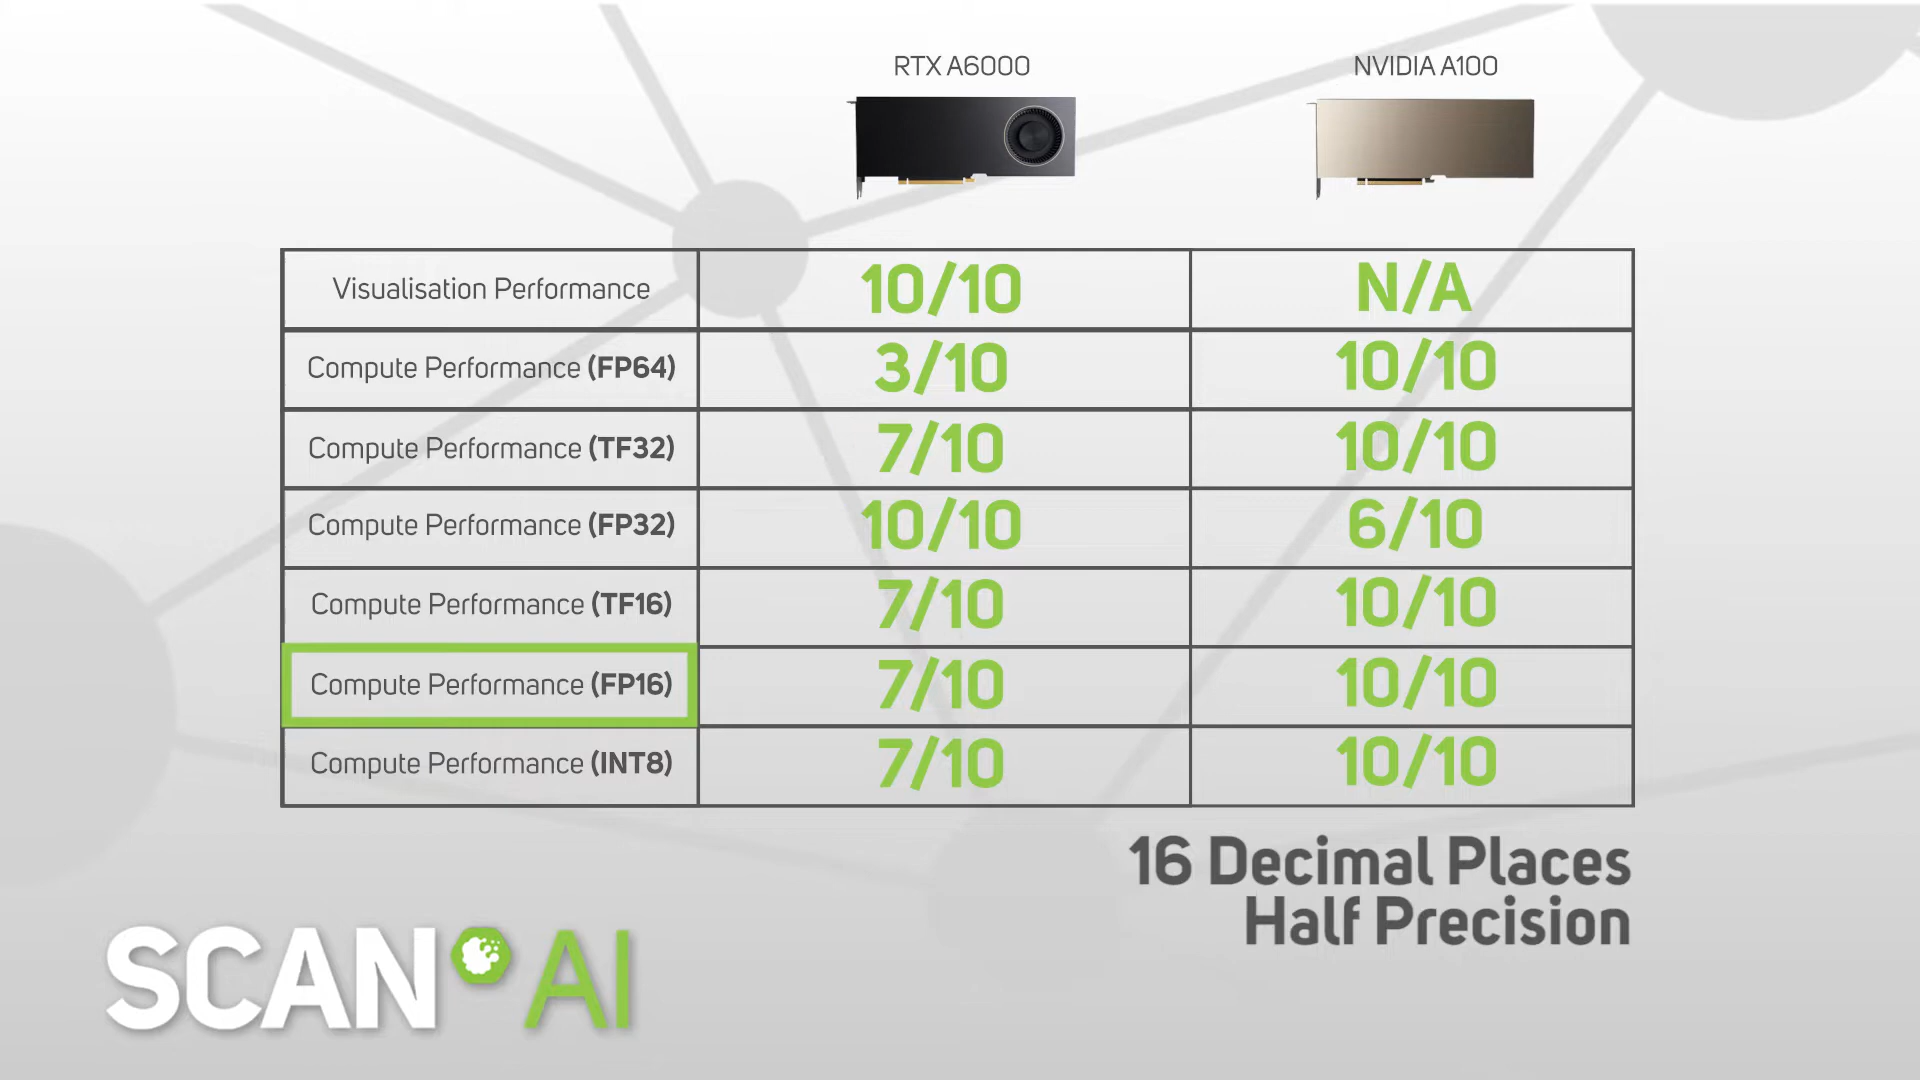 RTX A6000 NVIDIA A100
Visualisation Performance 10/10 N/A
Compute Performance (FP64) 3/10 10/10
Compute Performance (TF32) 7/10 10/10
Compute Performance (FP32) 10/10 6/10
Compute Performance (TF16) 7/10 10/10
Compute Performance (FP16) 7/10 10/10
Compute Performance (INT8) 7/10 10/10
16 Decimal Places
Half Precision
SCAN AI